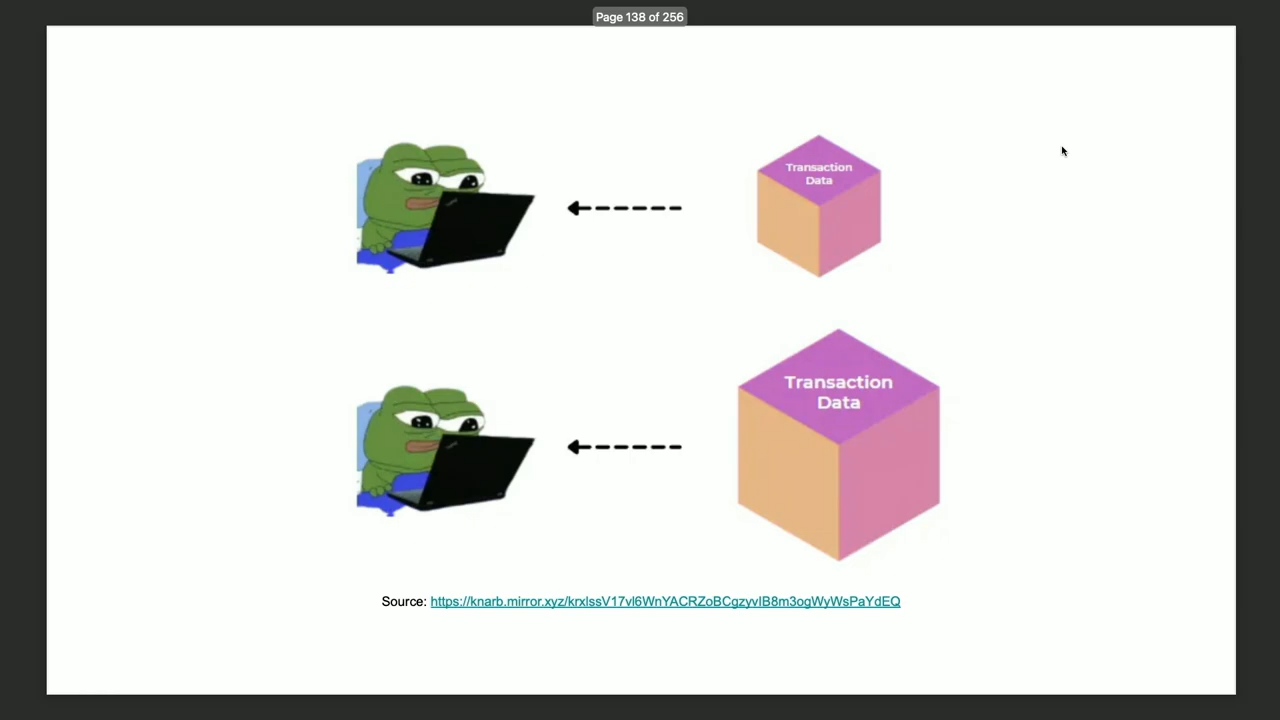 Page 138 of 256
Transaction
Data
Transaction
Data
Source: https://knarb.mirror.xyz/krxlssV17vl6WnYACRZoBCgzyvIB8m3ogWyWsPaYdEQ